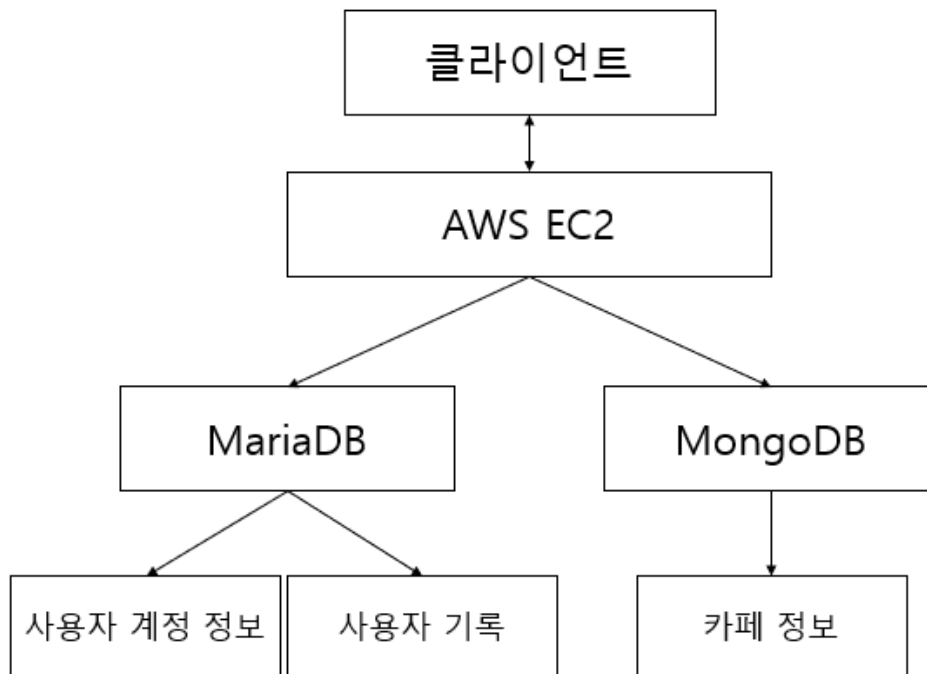 클라이언트
AWS EC2
MariaDB
MongoDB
사용자 계정 정보
사용자 기록
카페 정보